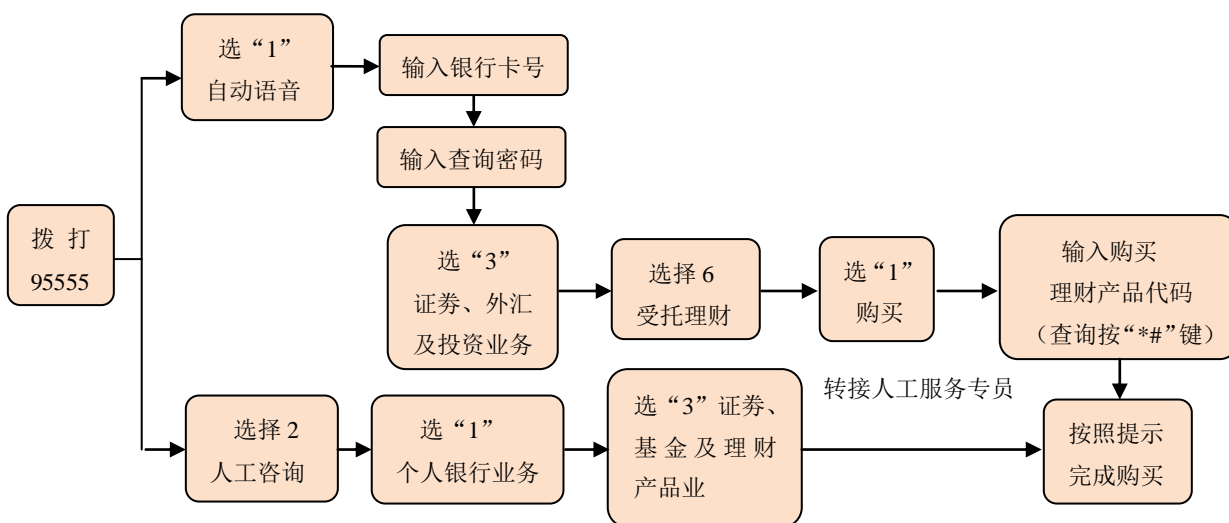 拨 打
95555
选“1”
自动语音
输入银行卡号
输入查询密码
选“3”
证券、外汇
及投资业务
选择 6
受托理财
选“1”
购买
输入购买
理财产品代码
（查询按“*#”键）
选择 2
人工咨询
选“1”
个人银行业务
选“3”证券、
基金及理财
产品业
转接人工服务专员
按照提示
完成购买